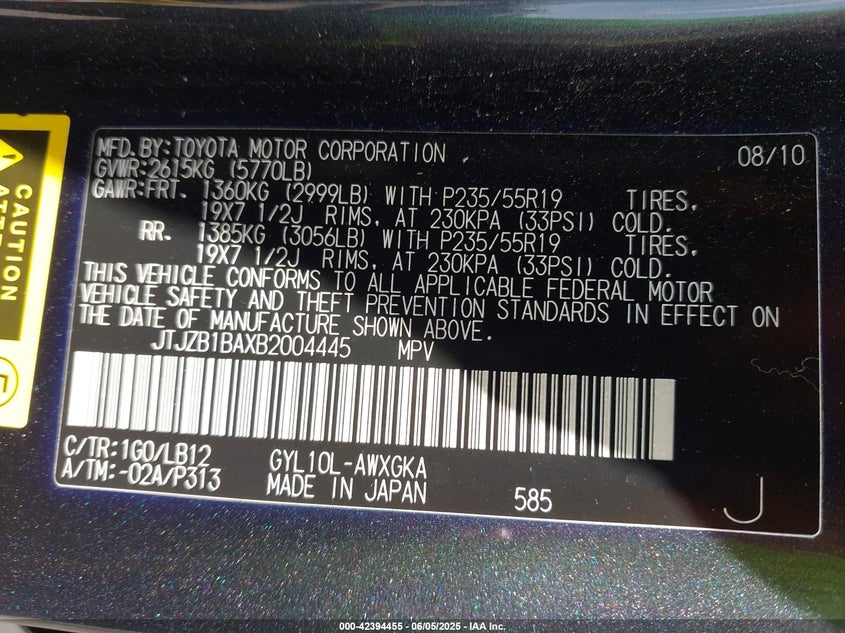 CAUTION
MFD. BY: TOYOTA MOTOR CORPORATION 08/10
GVWR: 2615KG (5770LB)
GAWR: FRT. 1360KG (2999LB) WITH P235/55R19 TIRES,
19X7 1/2J RIMS, AT 230KPA (33PSI) COLD.
RR. 1385KG (3056LB) WITH P235/55R19 TIRES,
19X7 1/2J RIMS, AT 230KPA (33PSI) COLD.
THIS VEHICLE CONFORMS TO ALL APPLICABLE FEDERAL MOTOR
VEHICLE SAFETY AND THEFT PREVENTION STANDARDS IN EFFECT ON
THE DATE OF MANUFACTURE SHOWN ABOVE.
JTJZB1BAXB2004445 MPV
C/TR: 1G0/LB12 GYL10L-AWXGKA
A/TM: -02A/P313 MADE IN JAPAN 585 J
000-42394455 - 06/05/2025 - IAA Inc.